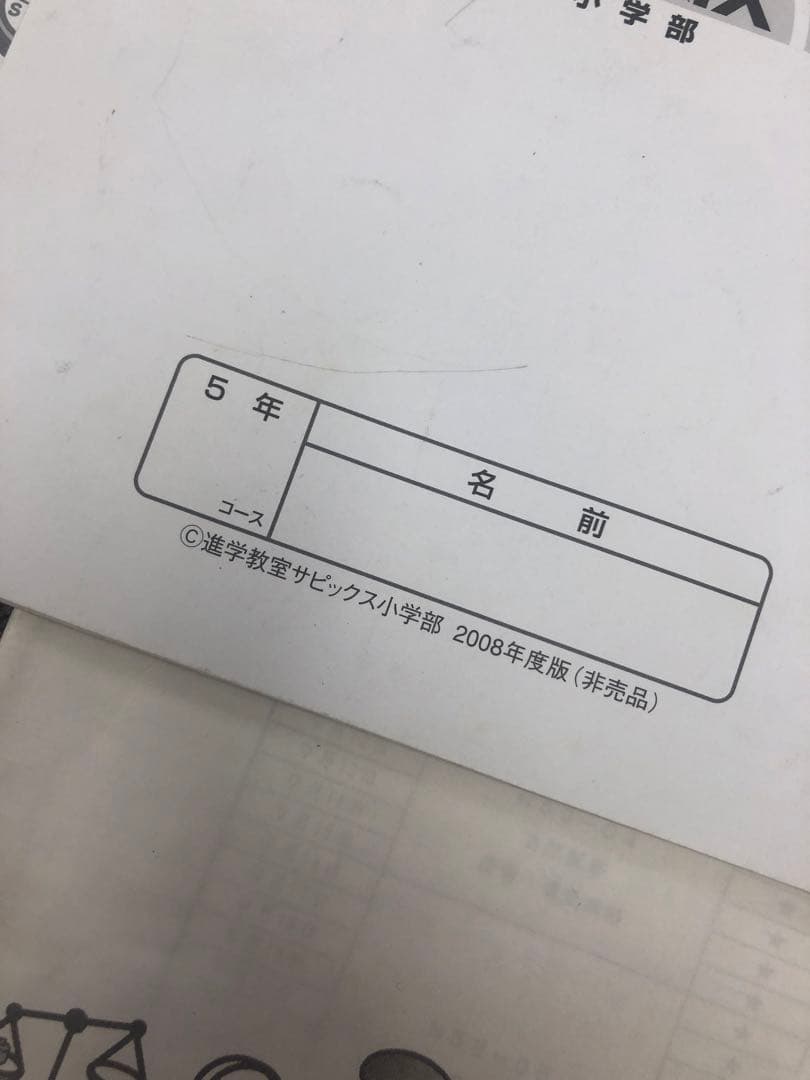 小学部
5年
名前
コース
©進学教室サピックス小学部 2008年度版(非売品)